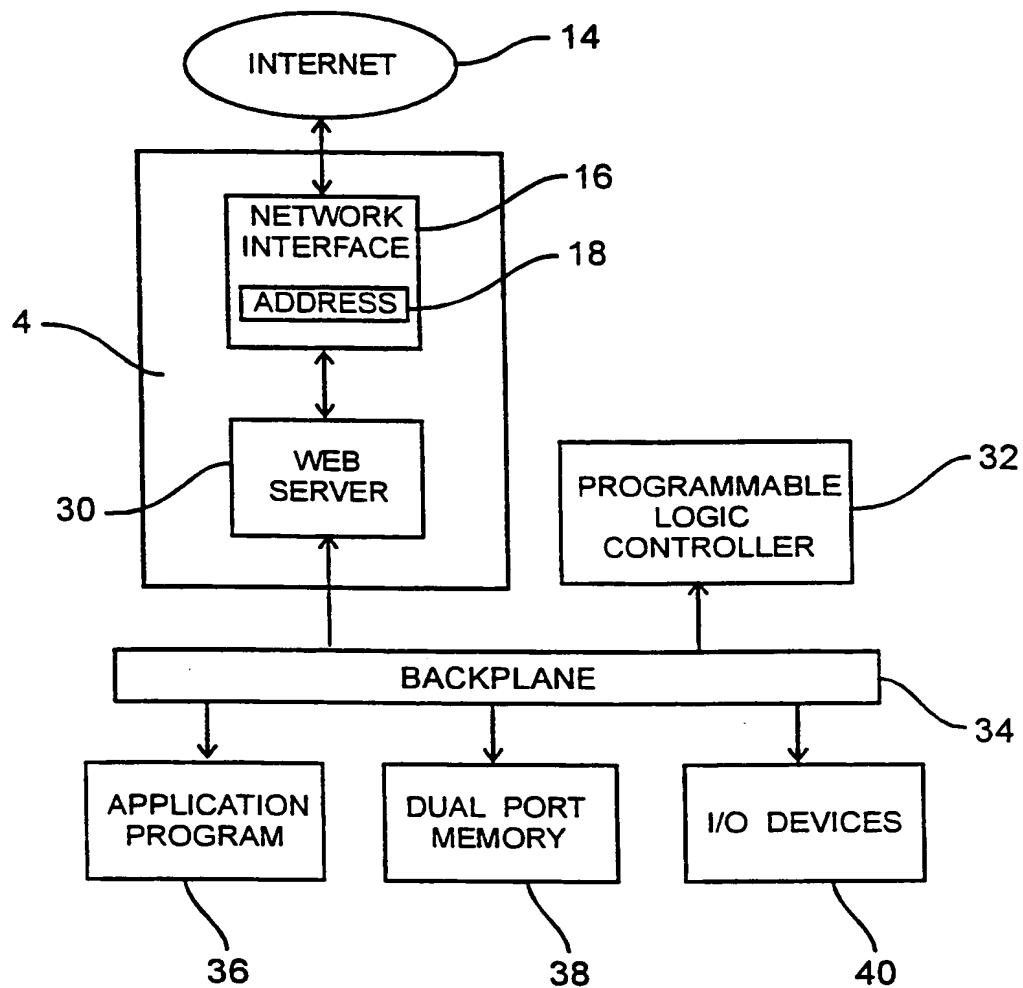 INTERNET
14
NETWORK
INTERFACE
16
ADDRESS
18
4
WEB
SERVER
30
PROGRAMMABLE
LOGIC
CONTROLLER
32
BACKPLANE
34
APPLICATION
PROGRAM
DUAL PORT
MEMORY
I/O DEVICES
36
38
40